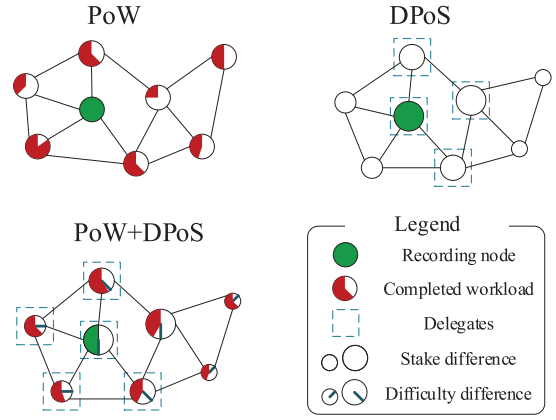 PoW
DPoS
PoW+DPoS
Legend
Recording node
Completed workload
Delegates
Stake difference
Difficulty difference